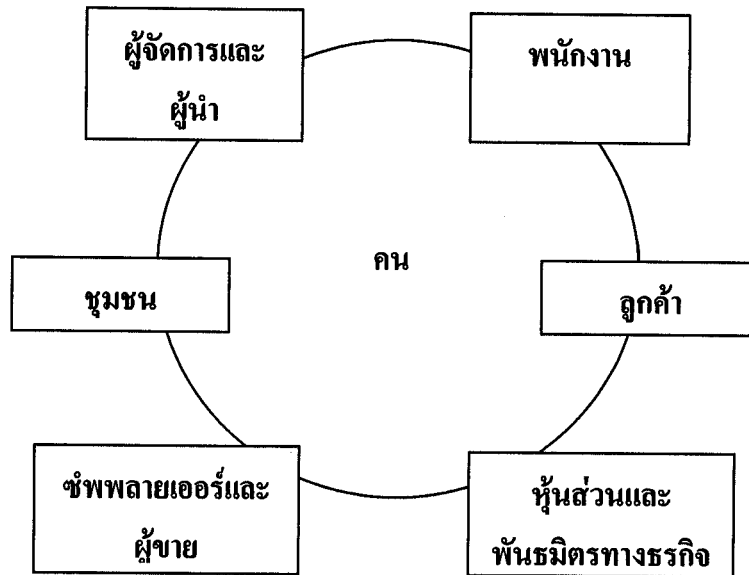 ผู้จัดการและ
ผู้นำ
พนักงาน
คน
ชุมชน
ลูกค้า
ซํพพลายเออร์และ
ผู้ขาย
หุ้นส่วนและ
พันธมิตรทางธรกิจ